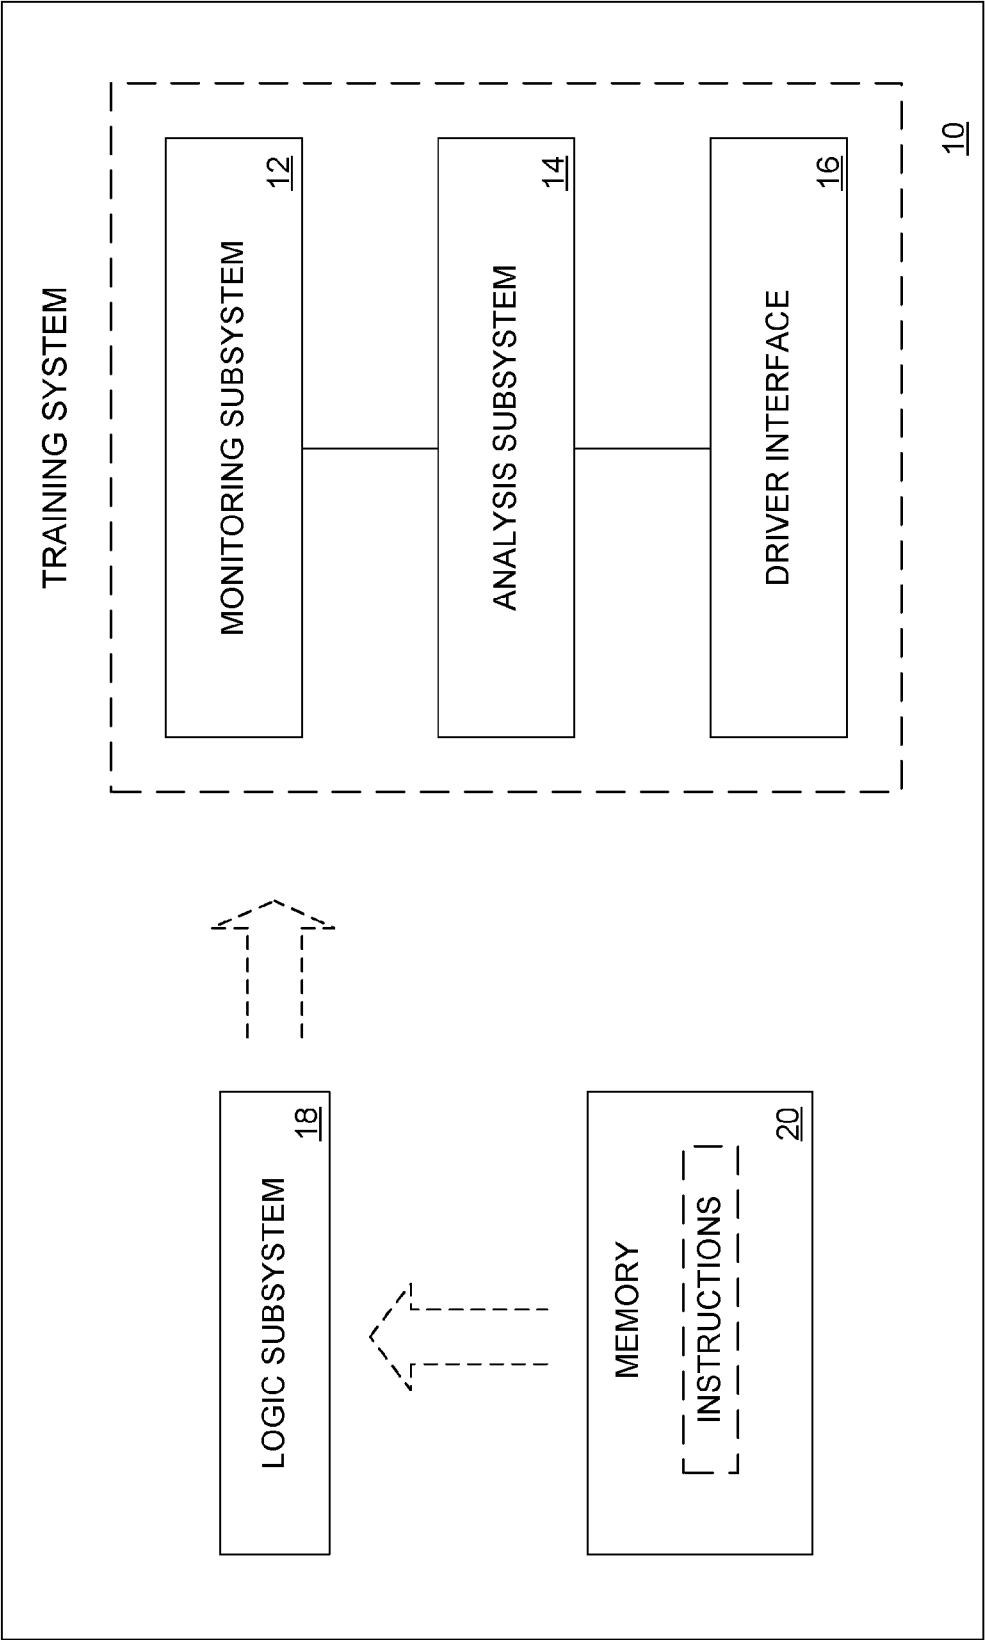 TRAINING SYSTEM
LOGIC SUBSYSTEM
18
MEMORY
INSTRUCTIONS
20
MONITORING SUBSYSTEM
12
ANALYSIS SUBSYSTEM
14
DRIVER INTERFACE
16
10